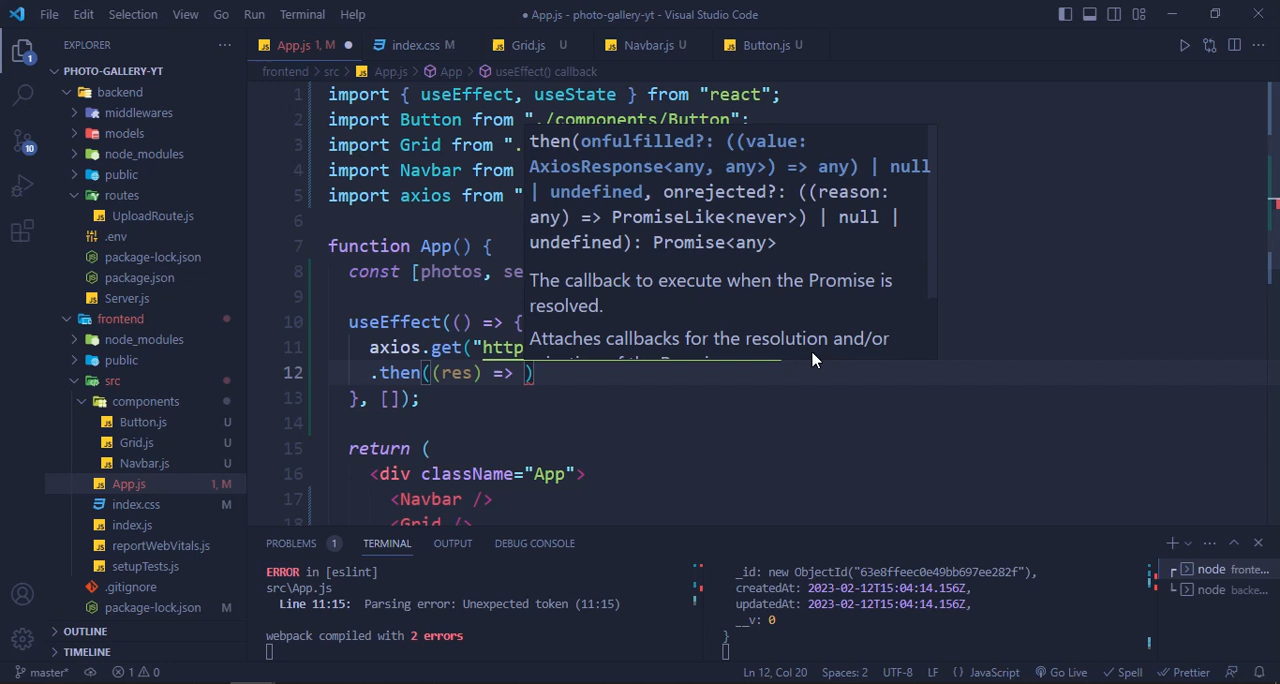 File Edit Selection View Go Run Terminal Help
● App.js - photo-gallery-yt - Visual Studio Code
EXPLORER
App.js 1, M ●
index.css M
Grid.js U
Navbar.js U
Button.js U
PHOTO-GALLERY-YT
frontend > src > App.js > App > useEffect() callback
backend
middlewares
models
node_modules
public
routes
UploadRoute.js
.env
package-lock.json
package.json
Server.js
frontend
node_modules
public
src
components
Button.js U
Grid.js U
Navbar.js U
App.js 1, M
index.css M
index.js
reportWebVitals.js
setupTests.js
.gitignore
package-lock.json M
OUTLINE
TIMELINE
1
10
1 import { useEffect, useState } from "react";
2 import Button from "./components/Button";
3 import Grid from ".
4 import Navbar from
5 import axios from "
6
7 function App() {
8 const [photos, se
9
10 useEffect(() => {
11 axios.get("http
12 .then((res) => )
13 }, []);
14
15 return (
16 <div className="App">
17 <Navbar />
18 <Grid />
then(onfulfilled?: ((value:
AxiosResponse<any, any>) => any) | null
| undefined, onrejected?: ((reason:
any) => PromiseLike<never>) | null |
undefined): Promise<any>
The callback to execute when the Promise is
resolved.
Attaches callbacks for the resolution and/or
PROBLEMS 1 TERMINAL OUTPUT DEBUG CONSOLE
ERROR in [eslint]
src\App.js
Line 11:15: Parsing error: Unexpected token (11:15)
webpack compiled with 2 errors
_id: new ObjectId("63e8ffeec0e49bb697ee282f"),
createdAt: 2023-02-12T15:04:14.156Z,
updatedAt: 2023-02-12T15:04:14.156Z,
__v: 0
}
node fronte...
node backe...
master* 1 0
Ln 12, Col 20 Spaces: 2 UTF-8 LF {} JavaScript Go Live Spell Prettier